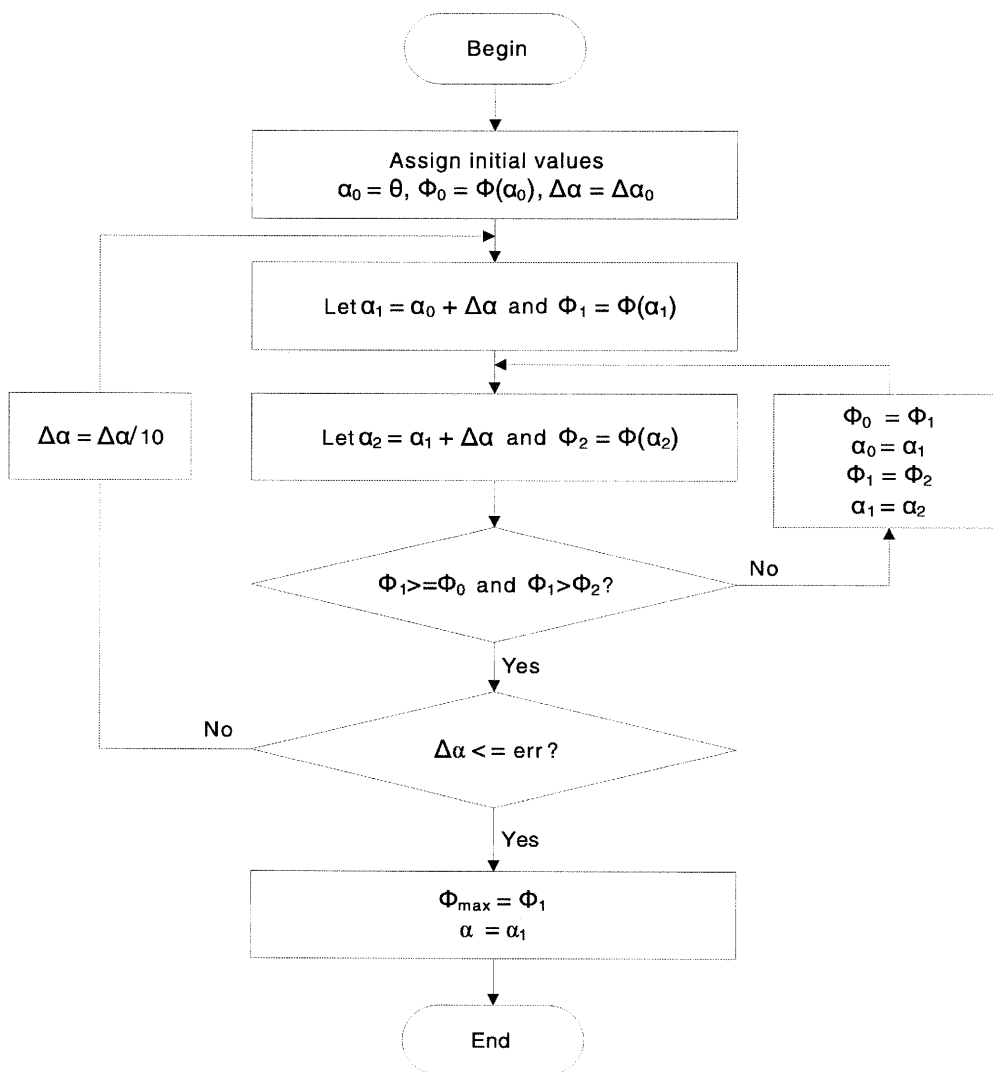 Begin
Assign initial values
α₀ = θ, Φ₀ = Φ(α₀), Δα = Δα₀
Let α₁ = α₀ + Δα and Φ₁ = Φ(α₁)
Δα = Δα/10
Let α₂ = α₁ + Δα and Φ₂ = Φ(α₂)
Φ₀ = Φ₁
α₀ = α₁
Φ₁ = Φ₂
α₁ = α₂
Φ₁>=Φ₀ and Φ₁>Φ₂?
No
Yes
No
Δα < = err?
Yes
Φmax = Φ₁
α = α₁
End